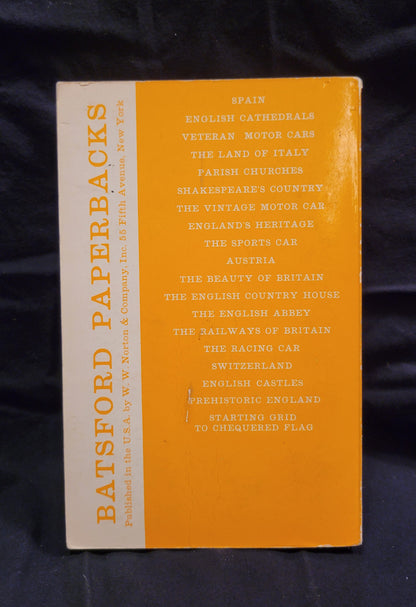 BATSFORD PAPERBACKS
Published in the U.S.A. by W. W. Norton & Company, Inc. 55 Fifth Avenue, New York
SPAIN
ENGLISH CATHEDRALS
VETERAN MOTOR CARS
THE LAND OF ITALY
PARISH CHURCHES
SHAKESPEARE'S COUNTRY
THE VINTAGE MOTOR CAR
ENGLAND'S HERITAGE
THE SPORTS CAR
AUSTRIA
THE BEAUTY OF BRITAIN
THE ENGLISH COUNTRY HOUSE
THE ENGLISH ABBEY
THE RAILWAYS OF BRITAIN
THE RACING CAR
SWITZERLAND
ENGLISH CASTLES
PREHISTORIC ENGLAND
STARTING GRID
TO CHEQUERED FLAG